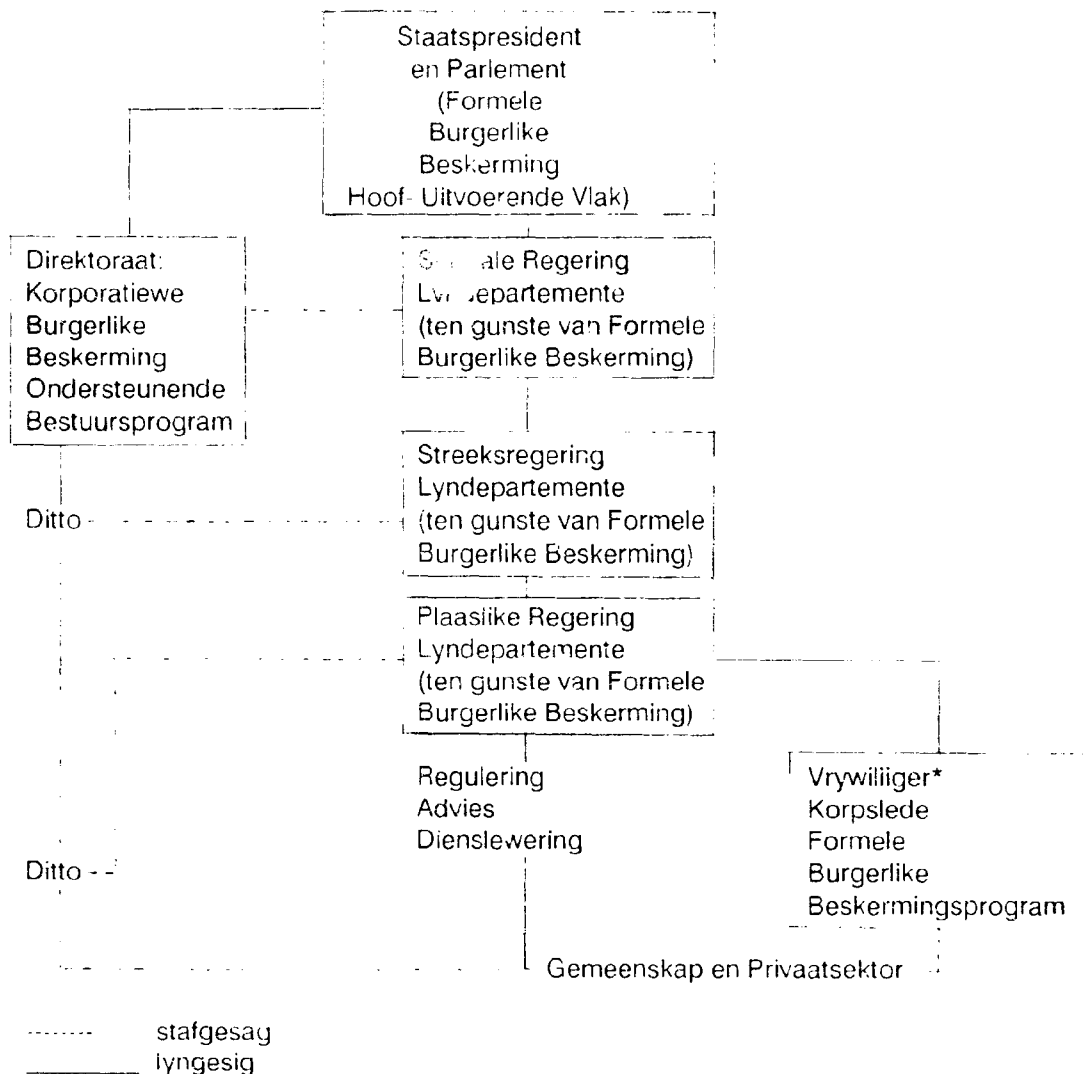 Staatspresident
en Parlement
(Formele
Burgerlike
Beskerming
Hoof- Uitvoerende Vlak)
Direktoraat:
Korporatiewe
Burgerlike
Beskerming
Ondersteunende
Bestuursprogram
Regering
(ten gunste van Formele
Burgerlike Beskerming)
Streeksregering
Lyndepartemente
(ten gunste van Formele
Burgerlike Beskerming)
Ditto
Plaaslike Regering
Lyndepartemente
(ten gunste van Formele
Burgerlike Beskerming)
Regulering
Advies
Dienslewering
Vrywilliger*
Korpslede
Formele
Burgerlike
Beskermingsprogram
Ditto
Gemeenskap en Privaatsektor
stafgesag
lyngesig